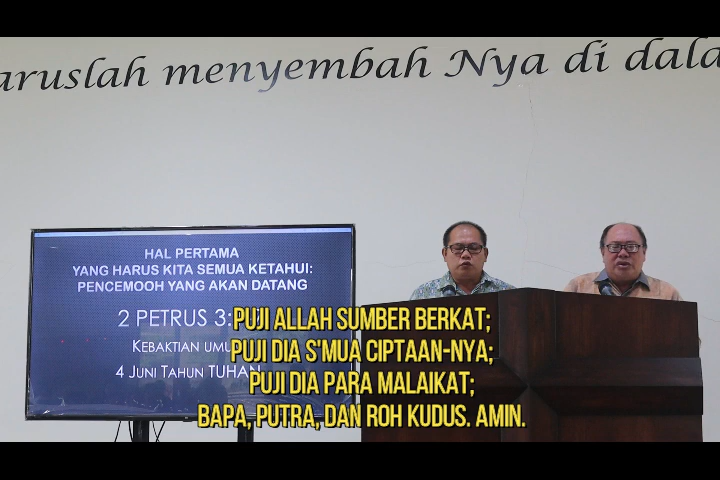 aruslah menyembah Nya di dala
HAL PERTAMA
YANG HARUS KITA SEMUA KETAHUI:
PENCEMOOH YANG AKAN DATANG
2 PETRUS 3:
KEBAKTIAN UMU
4 JUNI TAHUN TUHAN
PUJI ALLAH SUMBER BERKAT;
PUJI DIA S'MUA CIPTAAN-NYA;
PUJI DIA PARA MALAIKAT;
BAPA, PUTRA, DAN ROH KUDUS. AMIN.